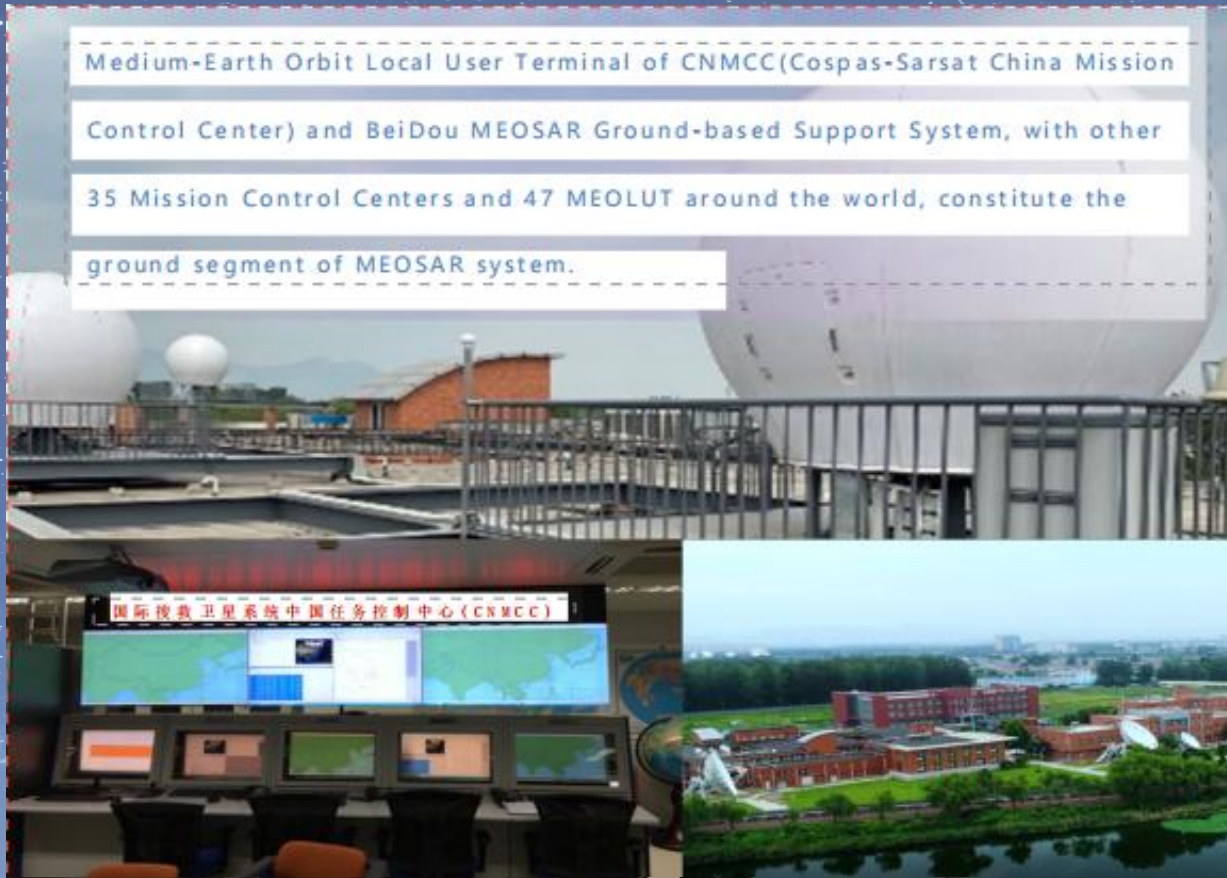 Medium-Earth Orbit Local User Terminal of CNMCC(Cospas-Sarsat China Mission
Control Center) and BeiDou MEOSAR Ground-based Support System, with other
35 Mission Control Centers and 47 MEOLUT around the world, constitute the
ground segment of MEOSAR system.
国际搜救卫星系统中国任务控制中心(CNMCC)